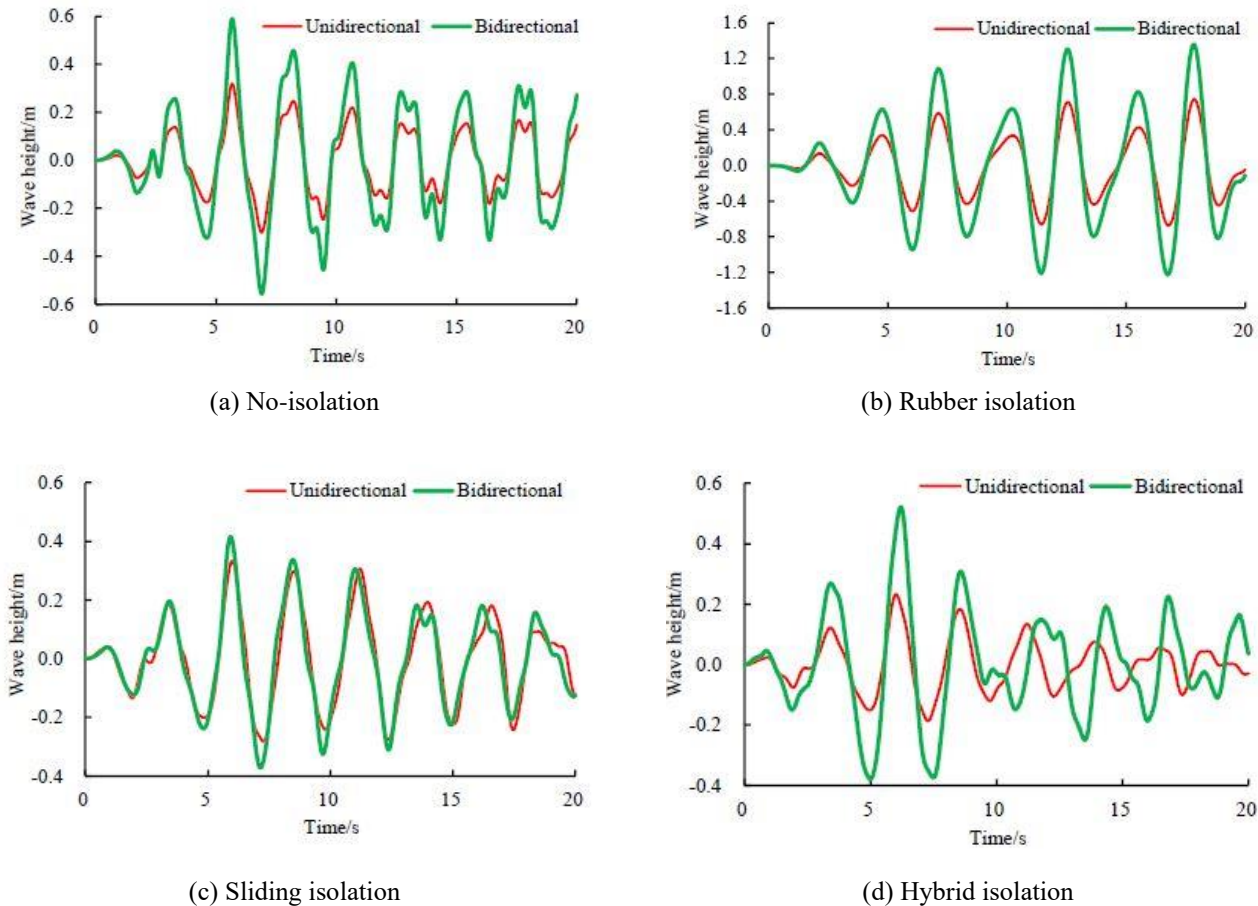 0.6
0.4
0.2
0.0
-0.2
-0.4
-0.6
Wave height/m
Unidirectional Bidirectional
0 5 10 15 20
Time/s
(a) No-isolation
1.6
1.2
0.8
0.4
0.0
-0.4
-0.8
-1.2
-1.6
Wave height/m
Unidirectional Bidirectional
0 5 10 15 20
Time/s
(b) Rubber isolation
0.6
0.4
0.2
0.0
-0.2
-0.4
Wave height/m
Unidirectional Bidirectional
0 5 10 15 20
Time/s
(c) Sliding isolation
0.6
0.4
0.2
0.0
-0.2
-0.4
Wave height/m
Unidirectional Bidirectional
0 5 10 15 20
Time/s
(d) Hybrid isolation